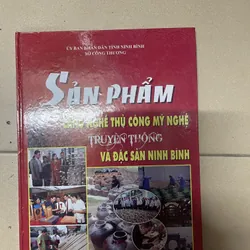 ỦY BAN NHÂN DÂN TỈNH NINH BÌNH
SỞ CÔNG THƯƠNG
SẢN PHẨM
NGHỀ THỦ CÔNG MỸ NGHỆ
TRUYỀN THỐNG
VÀ ĐẶC SẢN NINH BÌNH